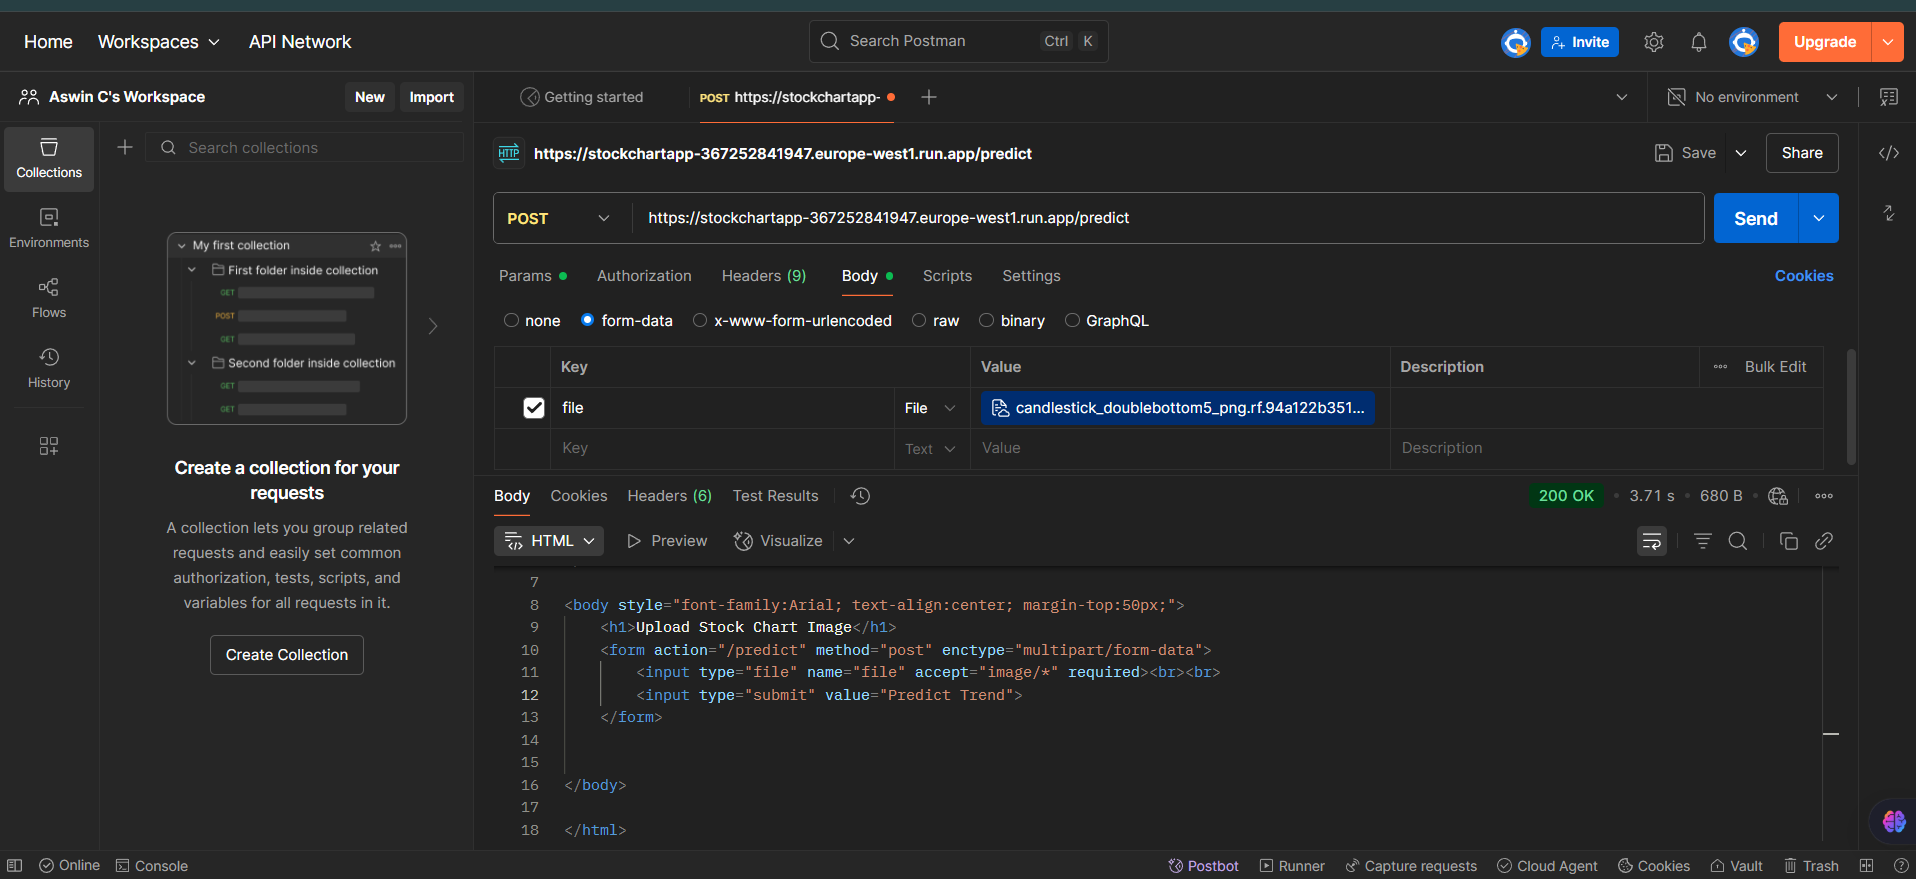 Home Workspaces API Network Search Postman Ctrl K Invite Upgrade
Aswin C's Workspace New Import Getting started POST https://stockchartapp- No environment
Search collections
HTTP https://stockchartapp-367252841947.europe-west1.run.app/predict Save Share
Collections
Environments
Flows
History
My first collection
First folder inside collection
GET
POST
GET
Second folder inside collection
GET
GET
Create a collection for your
requests
A collection lets you group related
requests and easily set common
authorization, tests, scripts, and
variables for all requests in it.
Create Collection
POST https://stockchartapp-367252841947.europe-west1.run.app/predict Send
Params Authorization Headers (9) Body Scripts Settings Cookies
none form-data x-www-form-urlencoded raw binary GraphQL
Key Value Description Bulk Edit
file File candlestick_doublebottom5_png.rf.94a122b351...
Key Text Value Description
Body Cookies Headers (6) Test Results 200 OK 3.71 s 680 B
HTML Preview Visualize
7
8 <body style="font-family:Arial; text-align:center; margin-top:50px;">
9 <h1>Upload Stock Chart Image</h1>
10 <form action="/predict" method="post" enctype="multipart/form-data">
11 <input type="file" name="file" accept="image/*" required><br><br>
12 <input type="submit" value="Predict Trend">
13 </form>
14
15
16 </body>
17
18 </html>
Online Console Postbot Runner Capture requests Cloud Agent Cookies Vault Trash